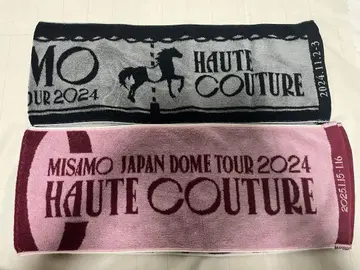 AMO
TOUR 2024
HAUTE
COUTURE
2024.11.2-3
MISAMO JAPAN DOME TOUR 2024
HAUTE COUTURE
2025.1.15-1.16